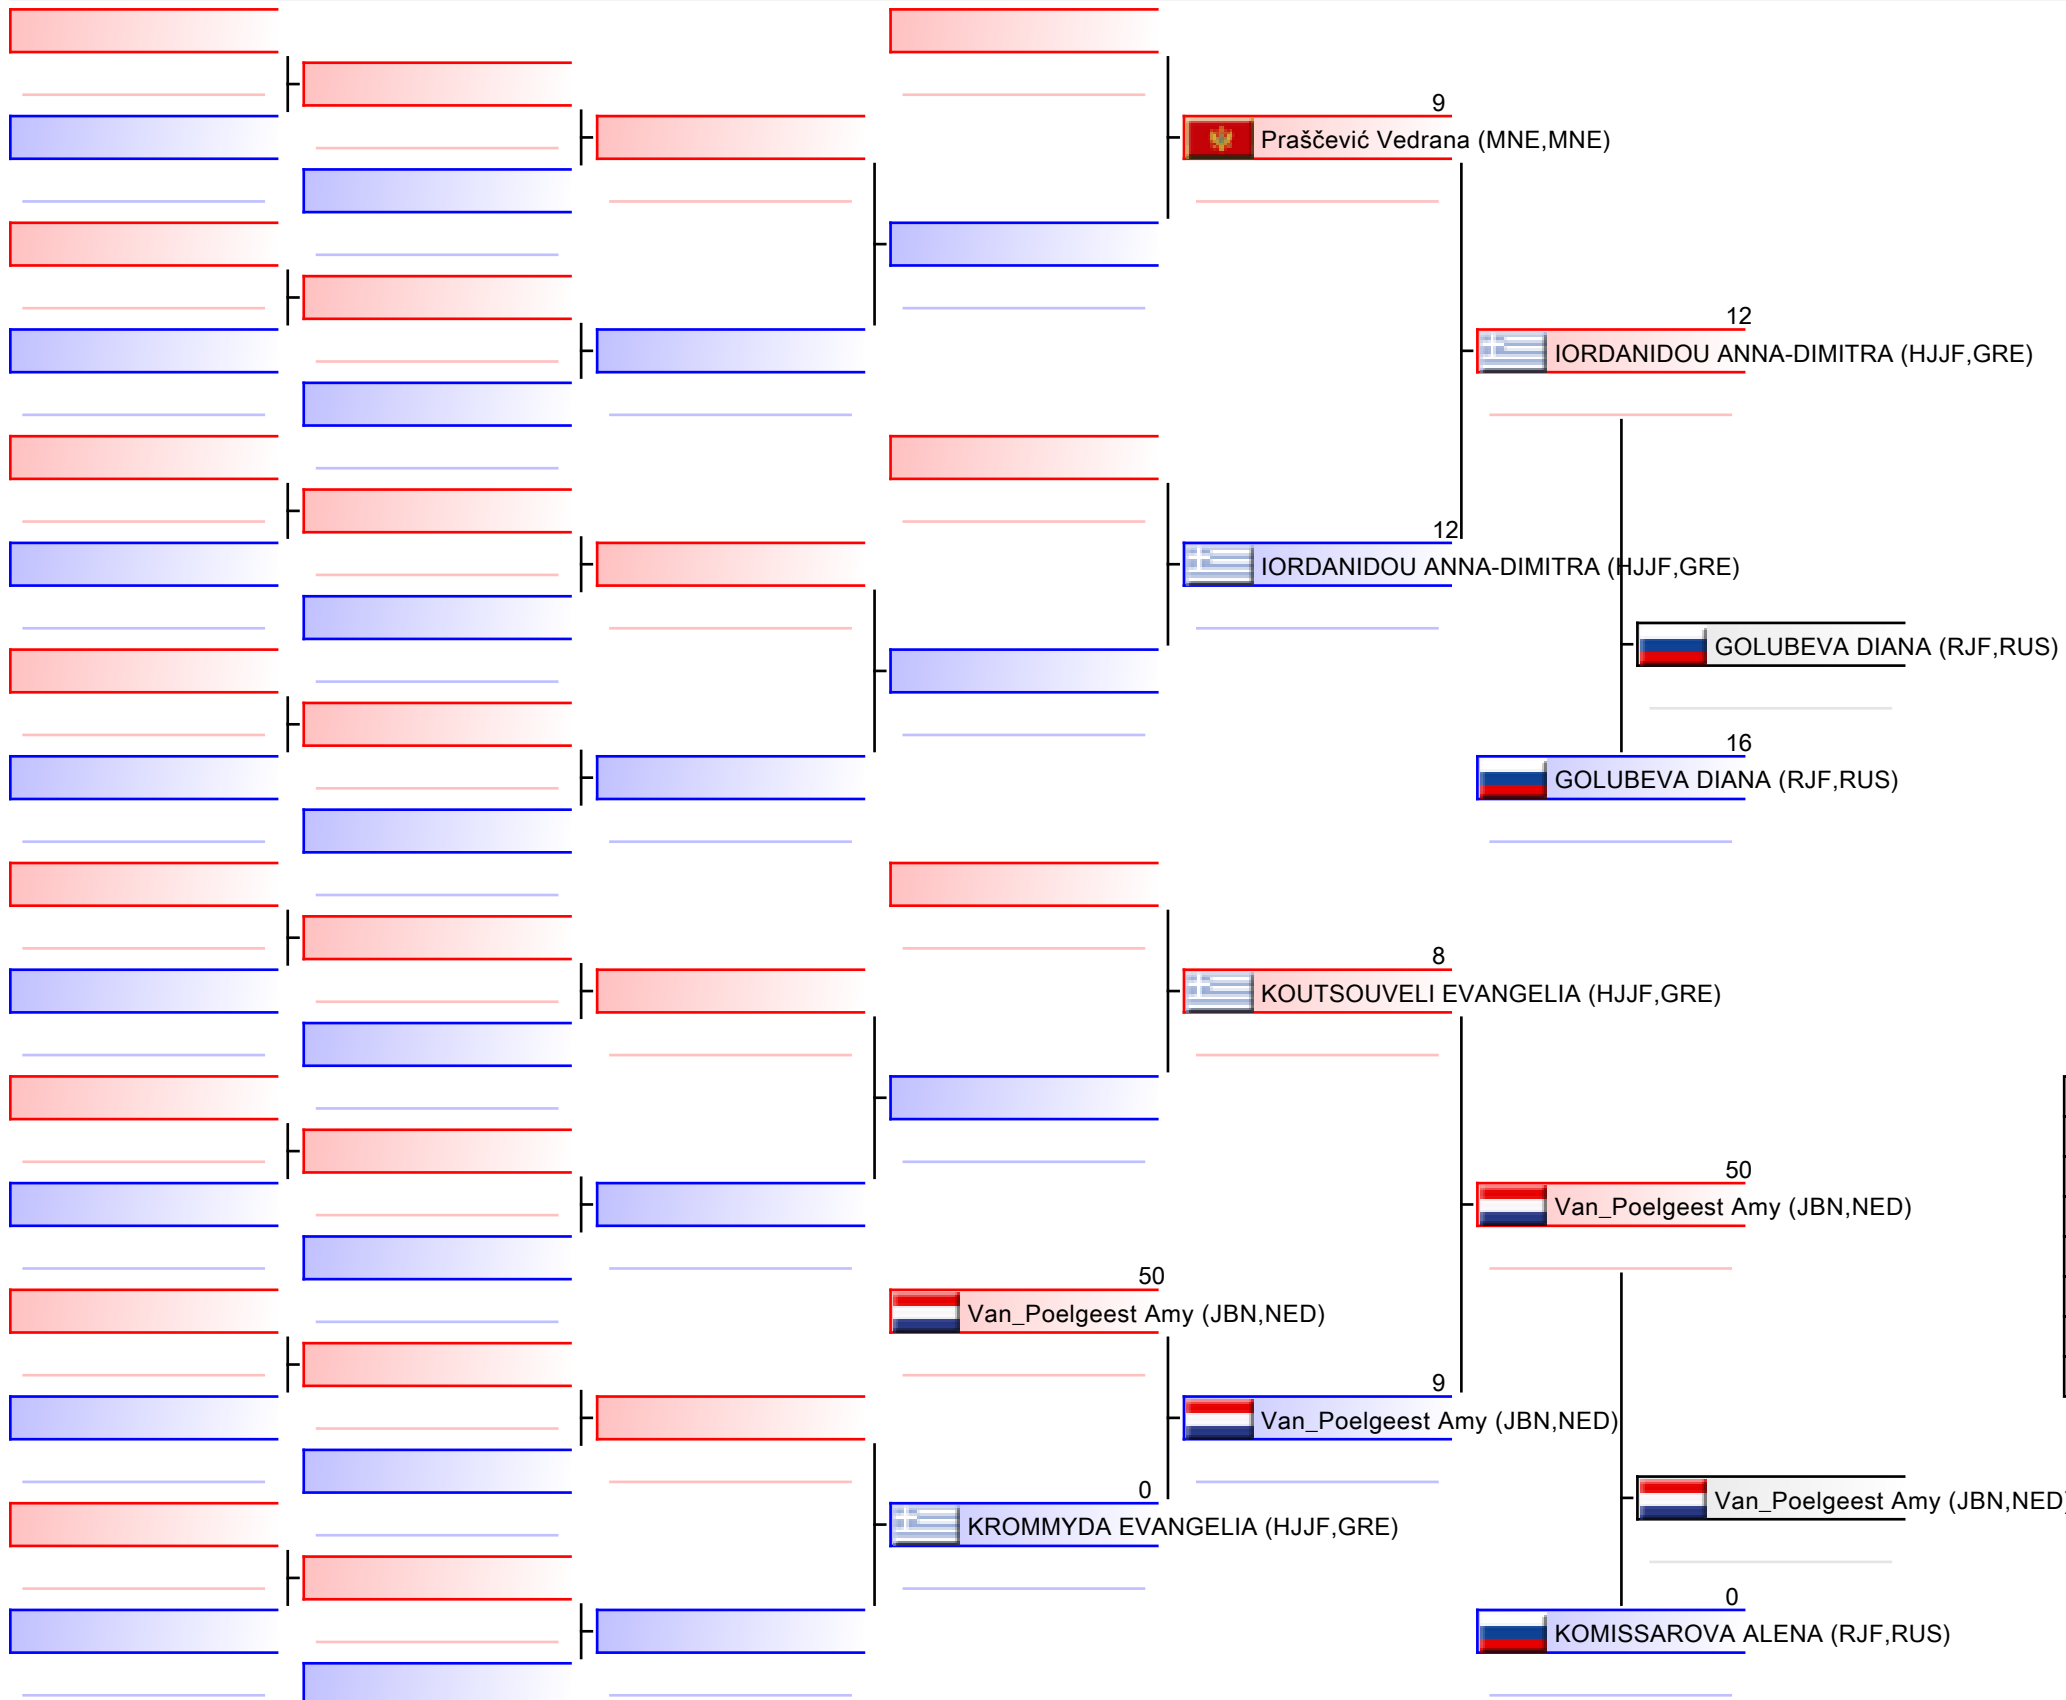 9
Praščević Vedrana (MNE,MNE)
12
IORDANIDOU ANNA-DIMITRA (HJJF,GRE)
12
IORDANIDOU ANNA-DIMITRA (HJJF,GRE)
GOLUBEVA DIANA (RJF,RUS)
16
GOLUBEVA DIANA (RJF,RUS)
8
KOUTSOUVELI EVANGELIA (HJJF,GRE)
50
Van_Poelgeest Amy (JBN,NED)
50
Van_Poelgeest Amy (JBN,NED)
9
Van_Poelgeest Amy (JBN,NED)
0
KROMMYDA EVANGELIA (HJJF,GRE)
Van_Poelgeest Amy (JBN,NED)
0
KOMISSAROVA ALENA (RJF,RUS)